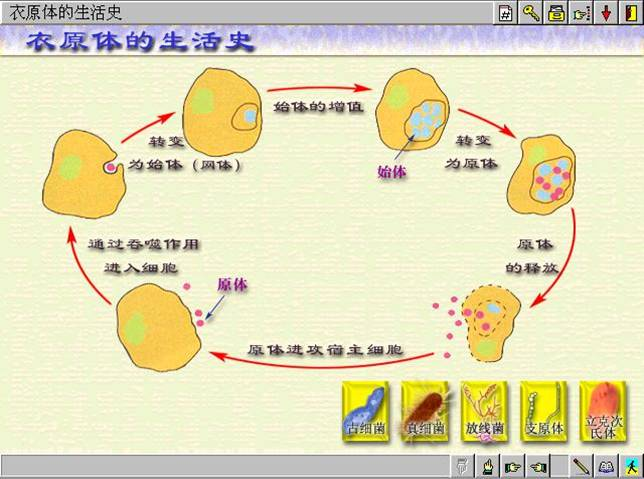 衣原体的生活史
衣原体的生活史
始体的增值
转变
为始体（网体）
始体
转变
为原体
通过吞噬作用
进入细胞
原体
原体
的释放
原体进攻宿主细胞
古细菌
真细菌
放线菌
支原体
立克次
氏体